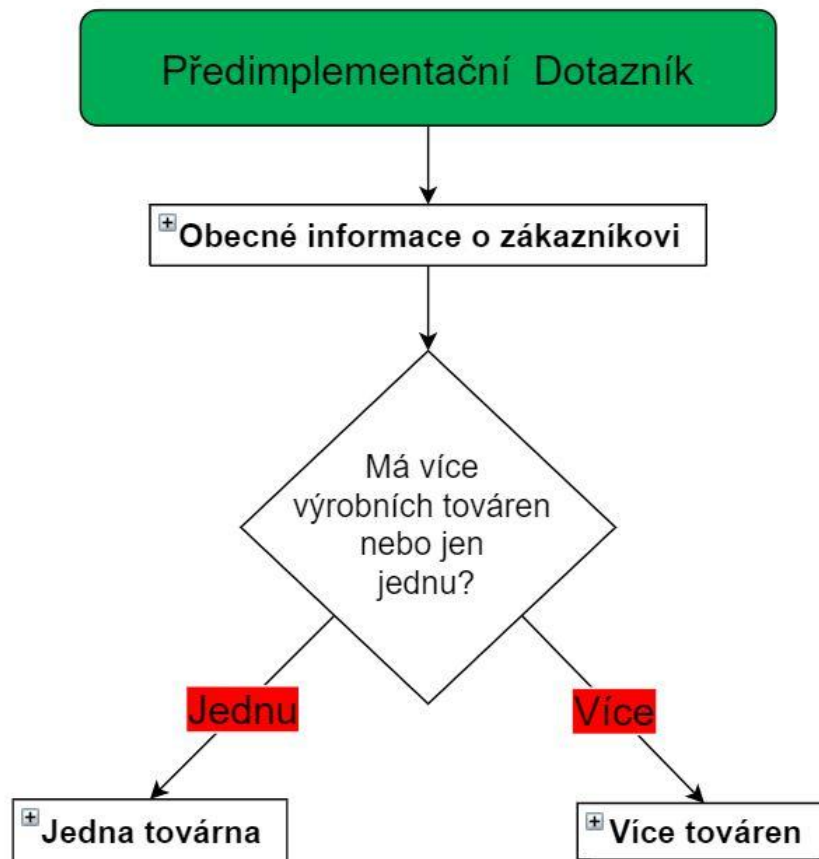 Předimplementační Dotazník
Obecné informace o zákazníkovi
Má více
výrobních továren
nebo jen
jednu?
Jednu
Více
Jedna továrna
Více továren